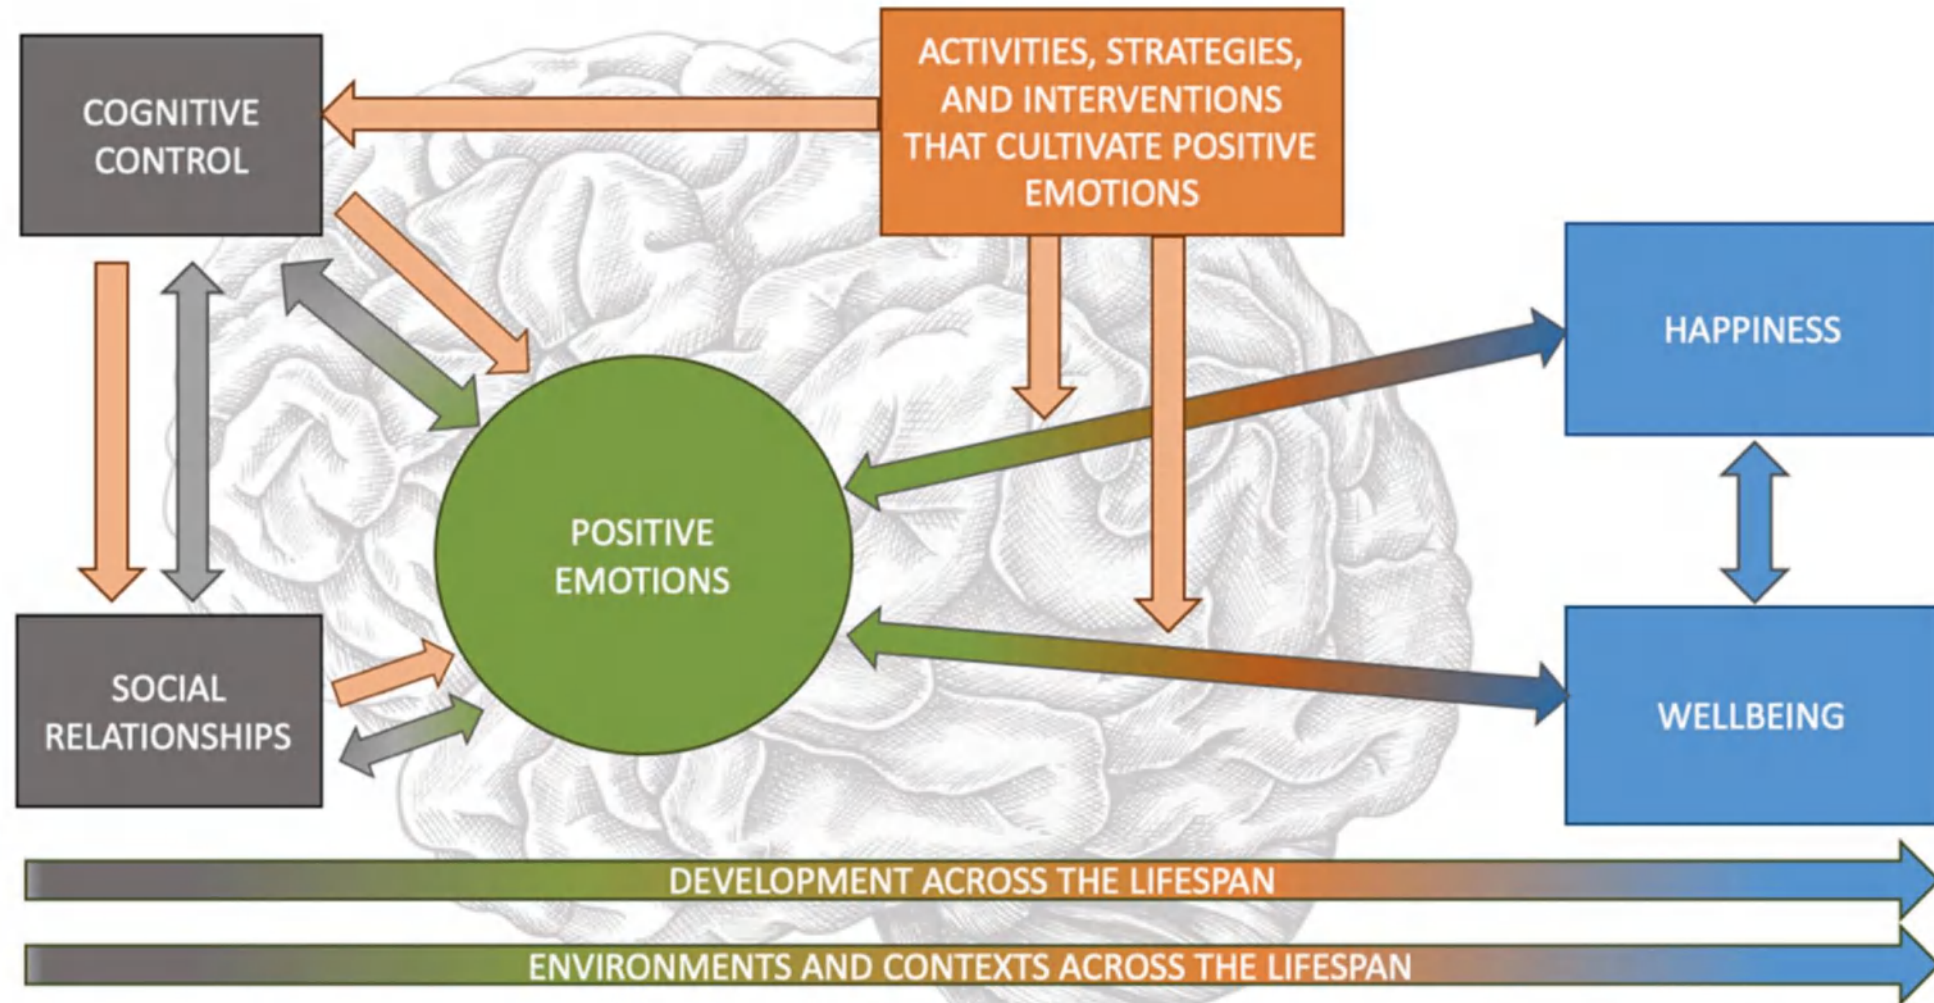 COGNITIVE
CONTROL
ACTIVITIES, STRATEGIES,
AND INTERVENTIONS
THAT CULTIVATE POSITIVE
EMOTIONS
HAPPINESS
POSITIVE
EMOTIONS
SOCIAL
RELATIONSHIPS
WELLBEING
DEVELOPMENT ACROSS THE LIFESPAN
ENVIRONMENTS AND CONTEXTS ACROSS THE LIFESPAN